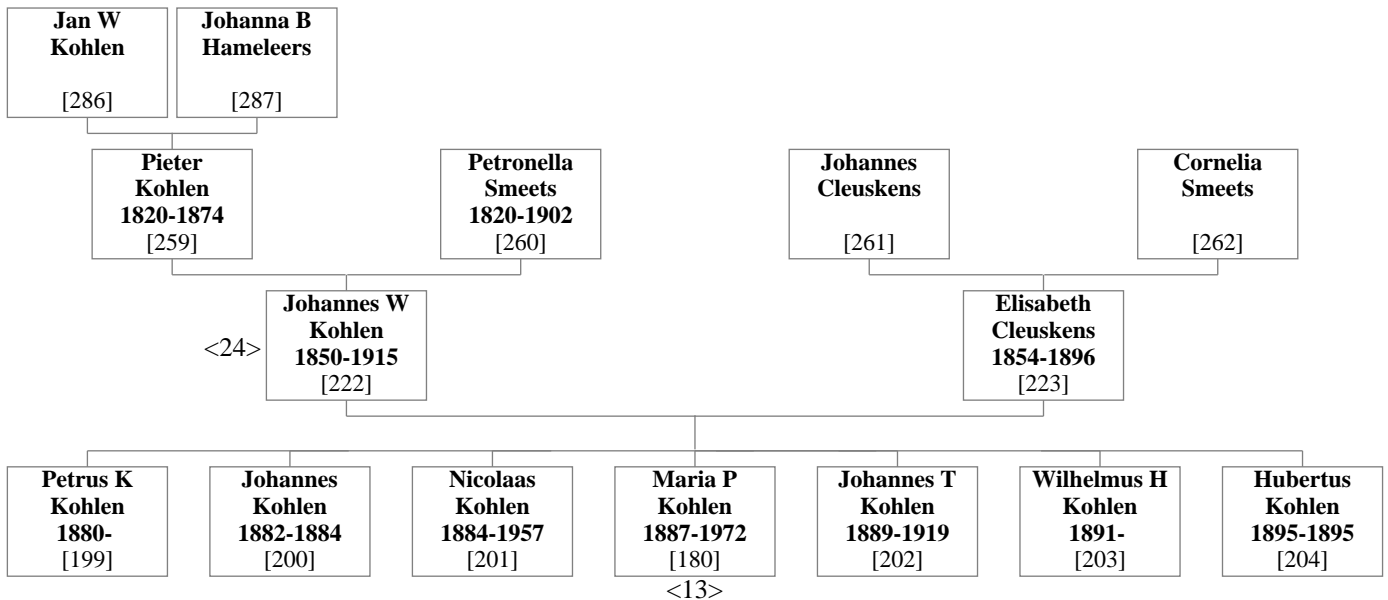 Jan W
Kohlen
[286]
Johanna B
Hameleers
[287]
Pieter
Kohlen
1820-1874
[259]
Petronella
Smeets
1820-1902
[260]
Johannes
Cleuskens
[261]
Cornelia
Smeets
[262]
<24>
Johannes W
Kohlen
1850-1915
[222]
Elisabeth
Cleuskens
1854-1896
[223]
Petrus K
Kohlen
1880-
[199]
Johannes
Kohlen
1882-1884
[200]
Nicolaas
Kohlen
1884-1957
[201]
Maria P
Kohlen
1887-1972
[180]
<13>
Johannes T
Kohlen
1889-1919
[202]
Wilhelmus H
Kohlen
1891-
[203]
Hubertus
Kohlen
1895-1895
[204]